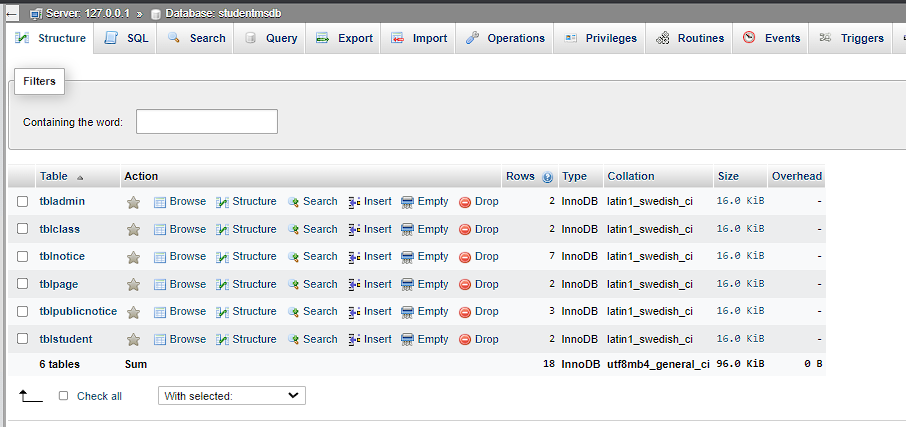 ← Server: 127.0.0.1 » Database: studentmsdb
Structure SQL Search Query Export Import Operations Privileges Routines Events Triggers
Filters
Containing the word:
Table Action Rows Type Collation Size Overhead
tbladmin Browse Structure Search Insert Empty Drop 2 InnoDB latin1_swedish_ci 16.0 KiB -
tblclass Browse Structure Search Insert Empty Drop 2 InnoDB latin1_swedish_ci 16.0 KiB -
tblnotice Browse Structure Search Insert Empty Drop 7 InnoDB latin1_swedish_ci 16.0 KiB -
tblpage Browse Structure Search Insert Empty Drop 2 InnoDB latin1_swedish_ci 16.0 KiB -
tblpublicnotice Browse Structure Search Insert Empty Drop 3 InnoDB latin1_swedish_ci 16.0 KiB -
tblstudent Browse Structure Search Insert Empty Drop 2 InnoDB latin1_swedish_ci 16.0 KiB -
6 tables Sum 18 InnoDB utf8mb4_general_ci 96.0 KiB 0 B
Check all With selected: